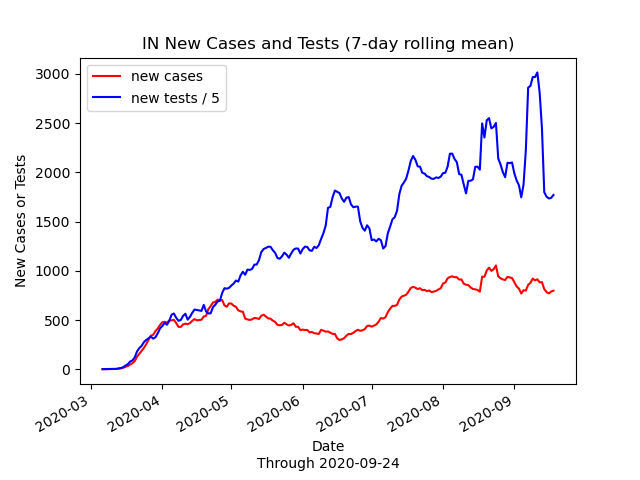 IN New Cases and Tests (7-day rolling mean)
new cases
new tests / 5
New Cases or Tests
3000
2500
2000
1500
1000
500
0
2020-03
2020-04
2020-05
2020-06
2020-07
2020-08
2020-09
Date
Through 2020-09-24